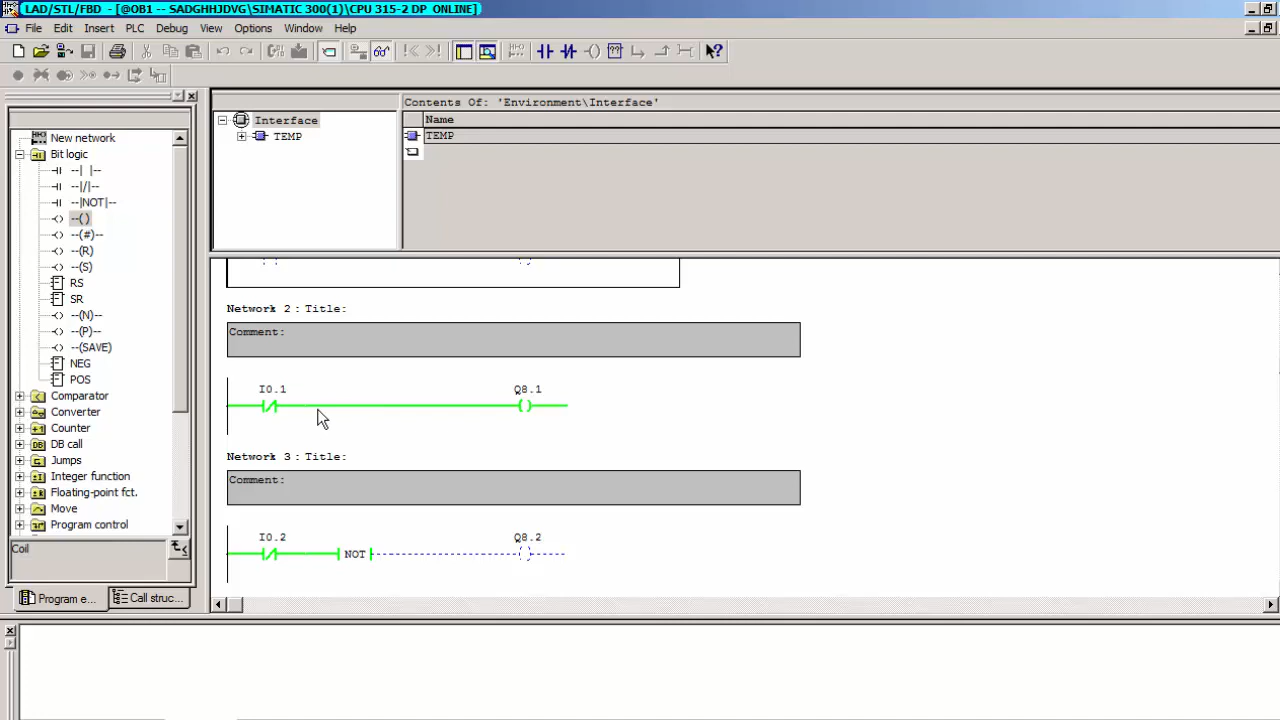 LAD/STL/FBD - [@OB1 -- SADGHHJDVG\SIMATIC 300(1)\CPU 315-2 DP ONLINE]
File Edit Insert PLC Debug View Options Window Help
New network
Bit logic
--| |--
--|/|--
--|NOT|--
--()
--(#)--
--(R)
--(S)
RS
SR
--(N)--
--(P)--
--(SAVE)
NEG
POS
Comparator
Converter
Counter
DB call
Jumps
Integer function
Floating-point fct.
Move
Program control
Coil
Program e...
Call struc...
Interface
TEMP
Contents Of: 'Environment\Interface'
Name
TEMP
Network 2 : Title:
Comment:
I0.1 Q8.1
Network 3 : Title:
Comment:
I0.2 Q8.2
NOT